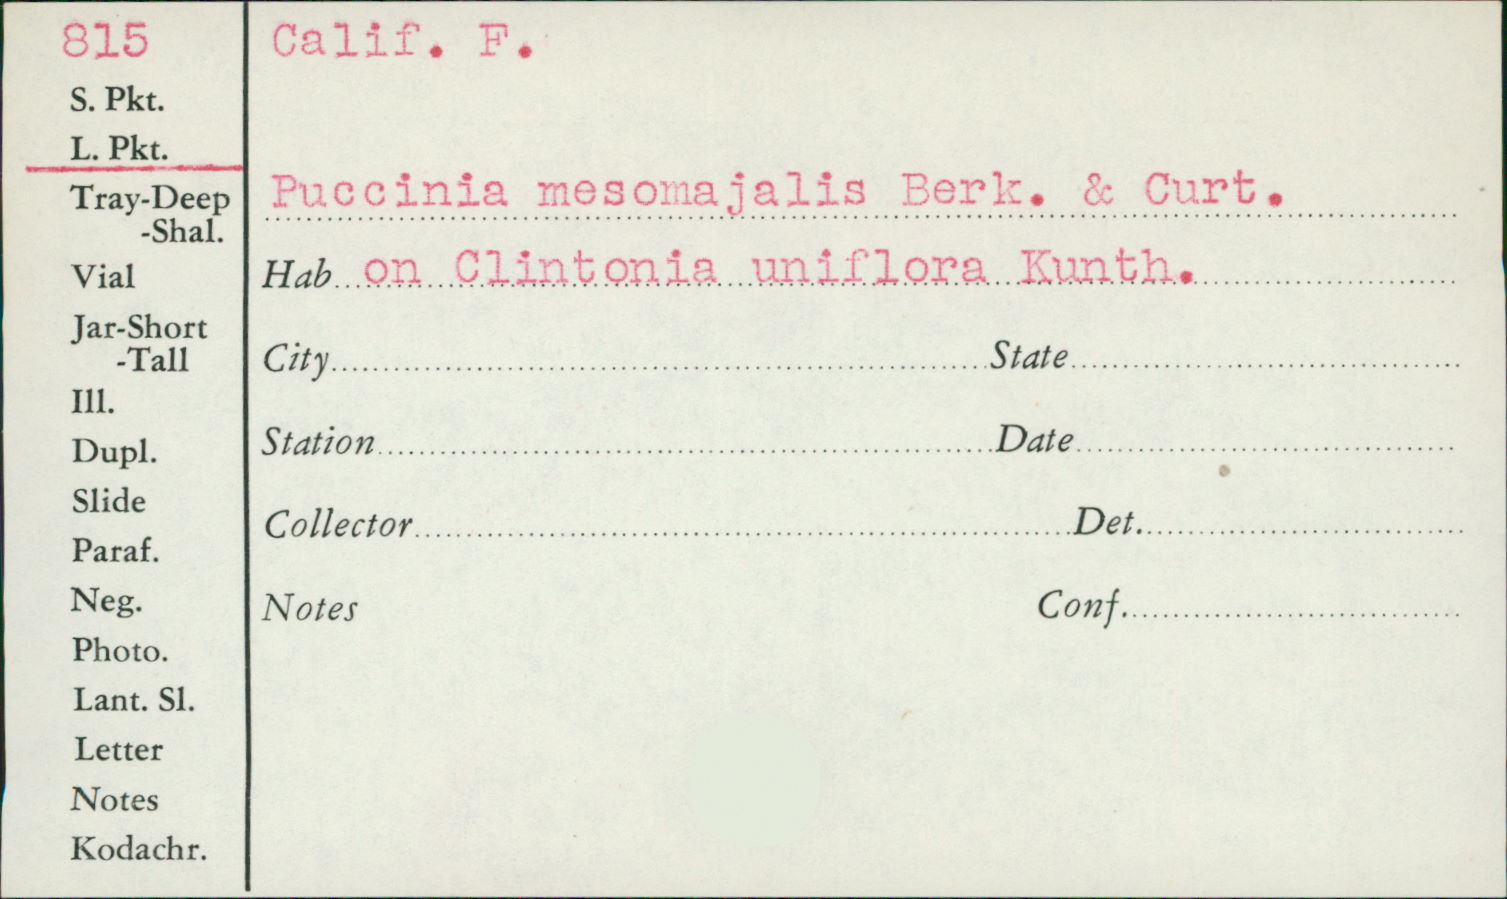 815
S. Pkt.
L. Pkt.
Tray-Deep
-Shal.
Vial
Jar-Short
-Tall
Ill.
Dupl.
Slide
Paraf.
Neg.
Photo.
Lant. Sl.
Letter
Notes
Kodachr.
Calif. F.
Puccinia mesomajalis Berk. & Curt.
Hab. on Clintonia uniflora Kunth.
City State
Station Date
Collector Det.
Notes Conf.